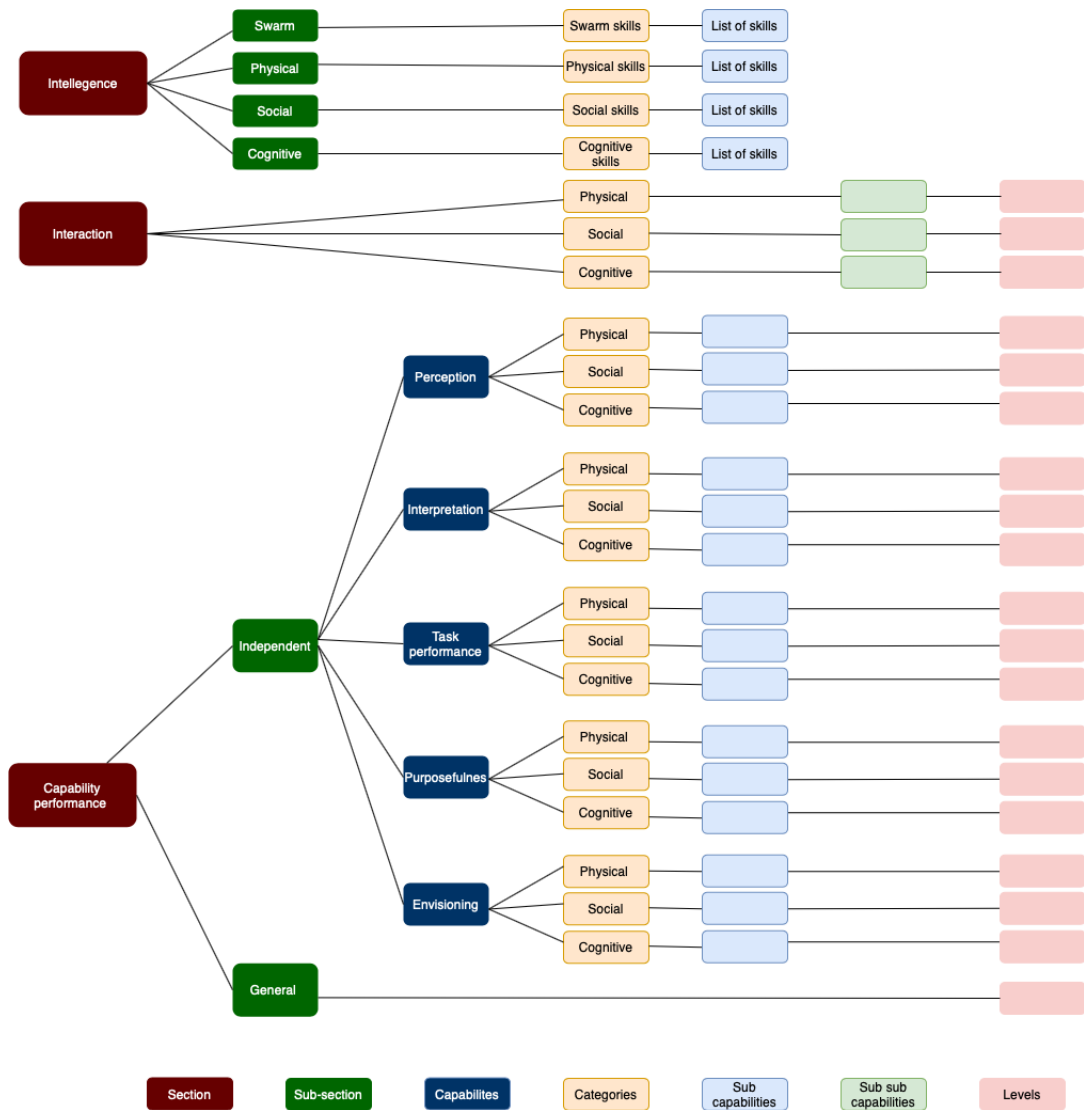 Swarm
Swarm skills
List of skills
Intellegence
Physical
Physical skills
List of skills
Social
Social skills
List of skills
Cognitive
Cognitive
skills
List of skills
Interaction
Physical
Social
Cognitive
Perception
Physical
Social
Cognitive
Interpretation
Physical
Social
Cognitive
Independent
Task
performance
Physical
Social
Cognitive
Capability
performance
Purposefulnes
Physical
Social
Cognitive
Envisioning
Physical
Social
Cognitive
General
Section
Sub-section
Capabilites
Categories
Sub
capabilities
Sub sub
capabilities
Levels